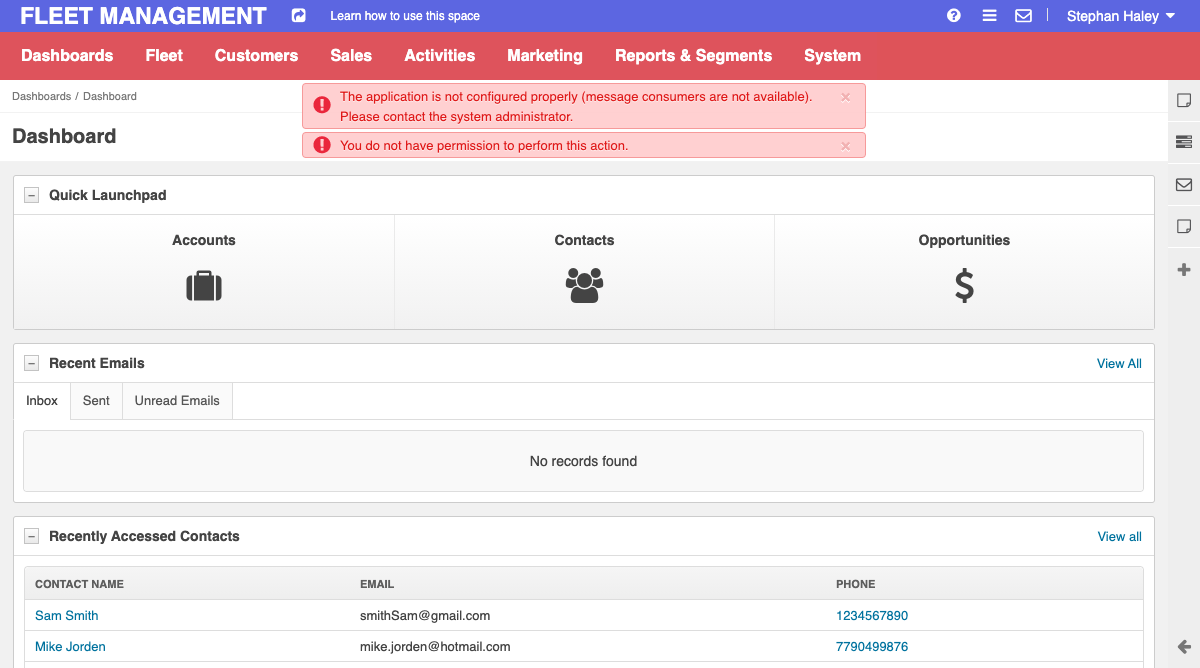 FLEET MANAGEMENT
Learn how to use this space
Stephan Haley
Dashboards
Fleet
Customers
Sales
Activities
Marketing
Reports & Segments
System
Dashboards / Dashboard
The application is not configured properly (message consumers are not available).
Please contact the system administrator.
You do not have permission to perform this action.
Dashboard
Quick Launchpad
Accounts
Contacts
Opportunities
Recent Emails
View All
Inbox
Sent
Unread Emails
No records found
Recently Accessed Contacts
View all
CONTACT NAME
EMAIL
PHONE
Sam Smith
smithSam@gmail.com
1234567890
Mike Jorden
mike.jorden@hotmail.com
7790499876